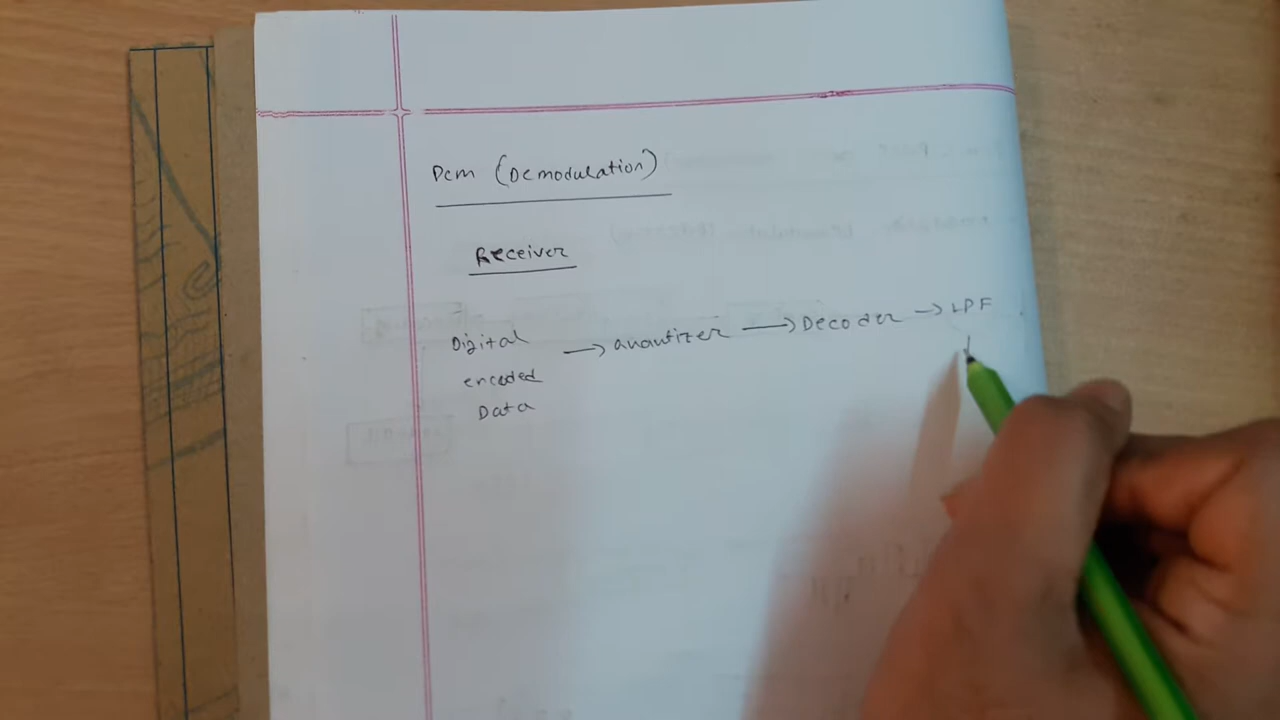 Pcm (Demodulation)
Receiver
Digital → Quantizer → Decoder → LPF
encoded
Data